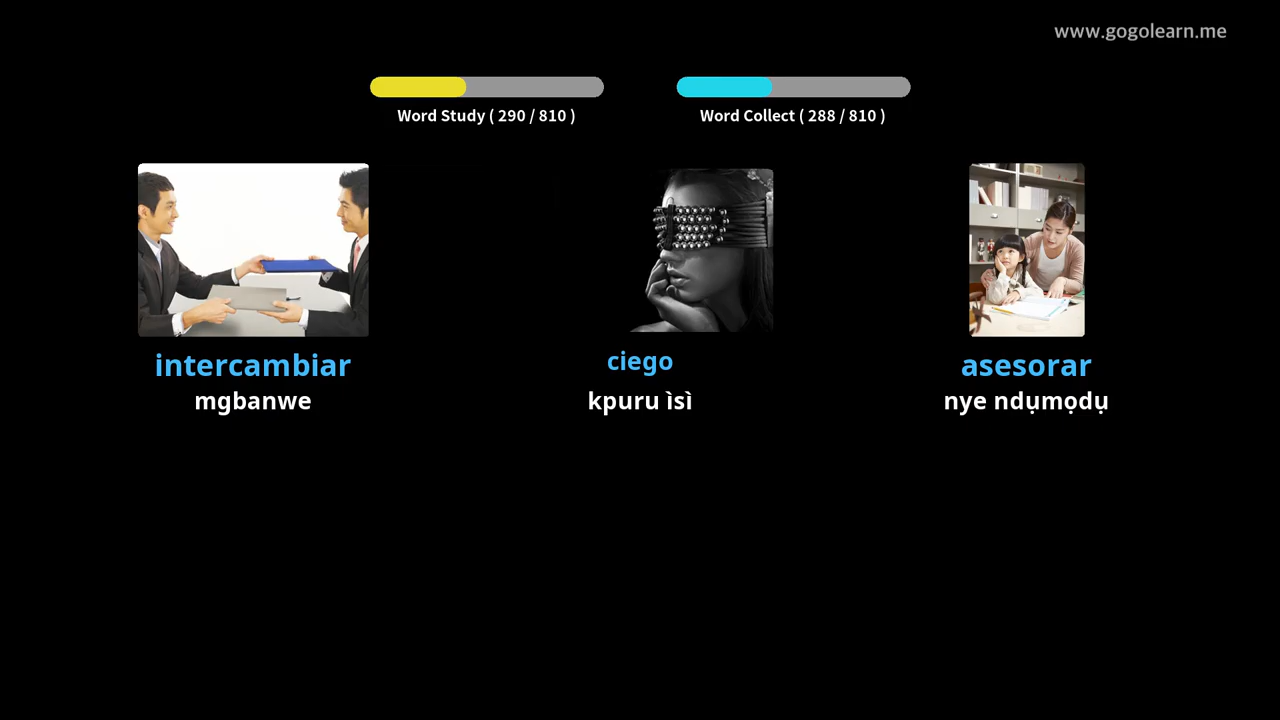 www.gogolearn.me
Word Study ( 290 / 810 )
Word Collect ( 288 / 810 )
intercambiar
mgbanwe
ciego
kpuru ìsì
asesorar
nye ndụmọdụ